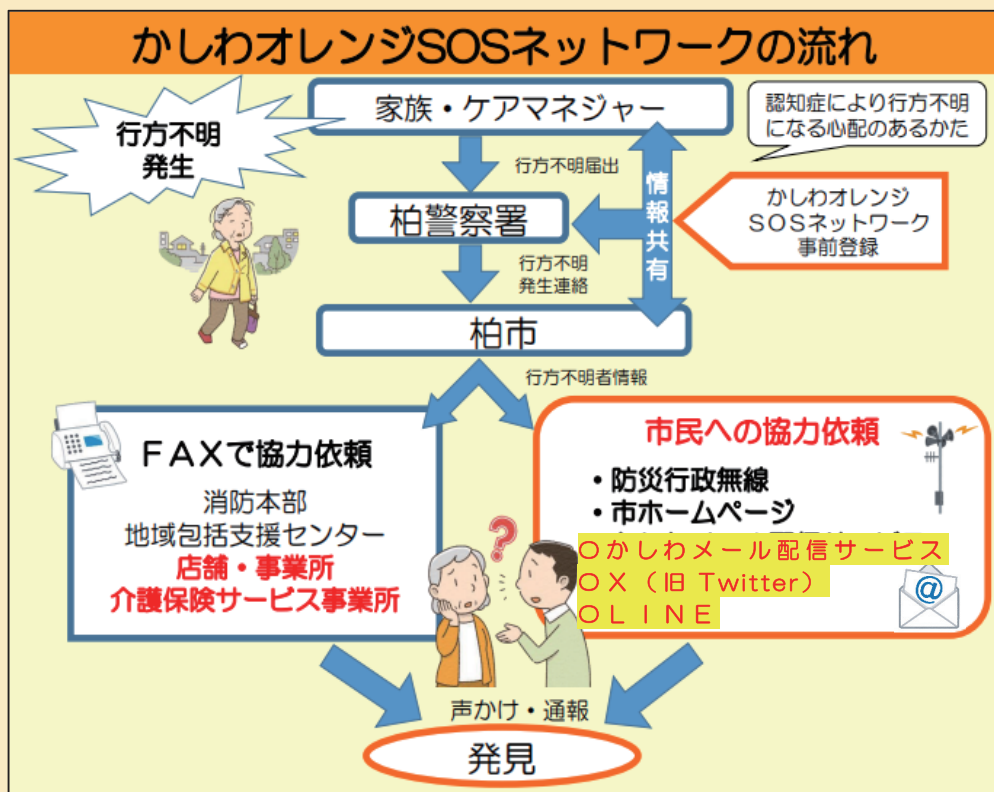 かしわオレンジSOSネットワークの流れ
家族・ケアマネジャー
認知症により行方不明
になる心配のあるかた
行方不明
発生
行方不明届出
情報共有
かしわオレンジ
SOSネットワーク
事前登録
柏警察署
行方不明
発生連絡
柏市
行方不明者情報
FAXで協力依頼
消防本部
地域包括支援センター
店舗・事業所
介護保険サービス事業所
市民への協力依頼
・防災行政無線
・市ホームページ
○かしわメール配信サービス
○X（旧 Twitter）
○LINE
@
?
声かけ・通報
発見